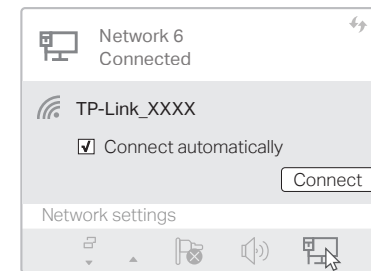 Network 6
Connected
TP-Link_XXXX
Connect automatically
Connect
Network settings